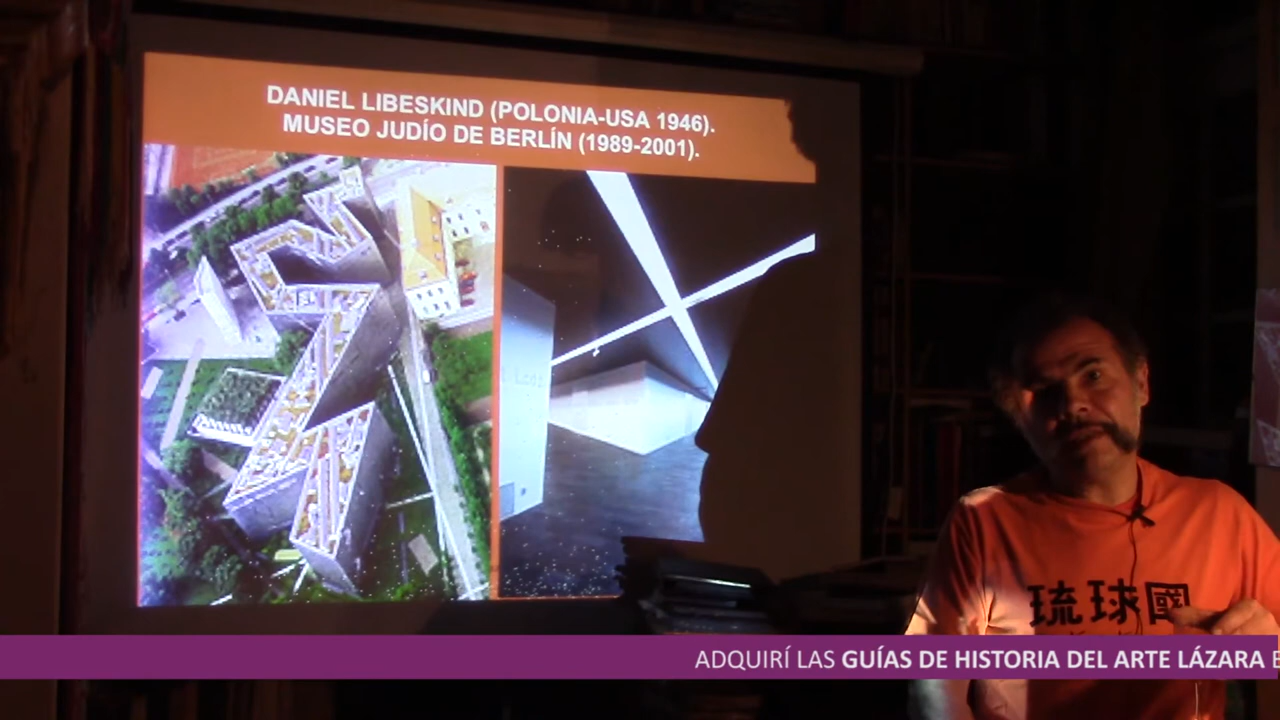 DANIEL LIBESKIND (POLONIA-USA 1946).
MUSEO JUDÍO DE BERLÍN (1989-2001).
琉球國
ADQUIRÍ LAS GUÍAS DE HISTORIA DEL ARTE LÁZARA